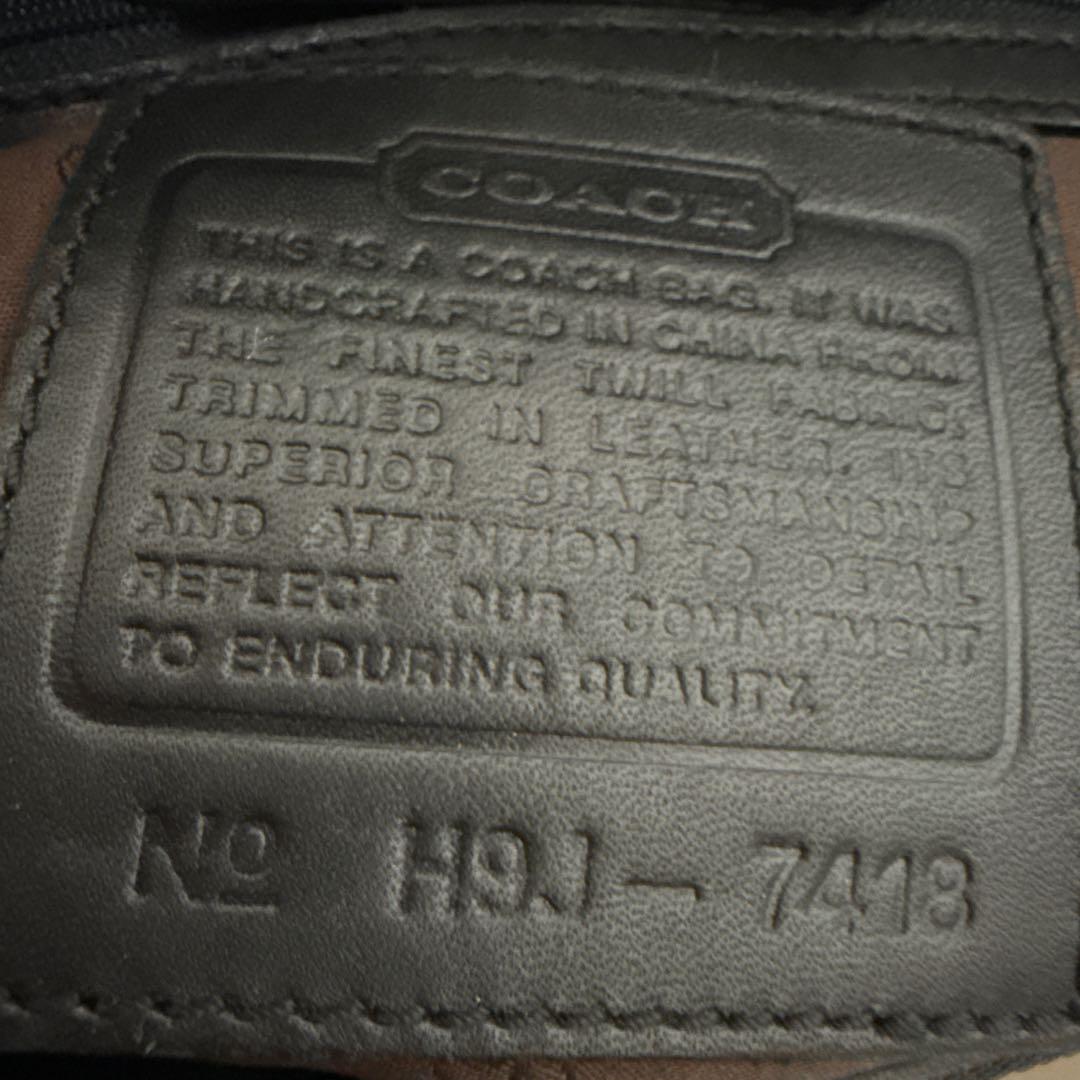 COACH
THIS IS A COACH BAG. IT WAS
HANDCRAFTED IN CHINA FROM
THE FINEST TWILL FABRIC,
TRIMMED IN LEATHER. ITS
SUPERIOR CRAFTSMANSHIP
AND ATTENTION TO DETAIL
REFLECT OUR COMMITMENT
TO ENDURING QUALITY.
Nº H9J-7418